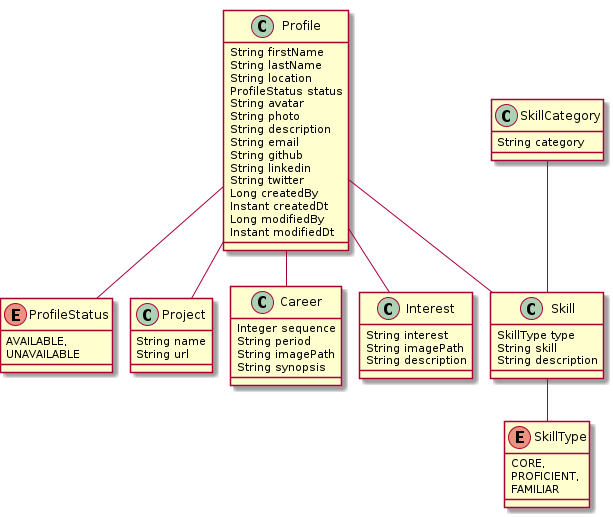 C Profile
String firstName
String lastName
String location
ProfileStatus status
String avatar
String photo
String description
String email
String github
String linkedin
String twitter
Long createdBy
Instant createdDt
Long modifiedBy
Instant modifiedDt
C SkillCategory
String category
E ProfileStatus
AVAILABLE,
UNAVAILABLE
C Project
String name
String url
C Career
Integer sequence
String period
String imagePath
String synopsis
C Interest
String interest
String imagePath
String description
C Skill
SkillType type
String skill
String description
E SkillType
CORE,
PROFICIENT,
FAMILIAR